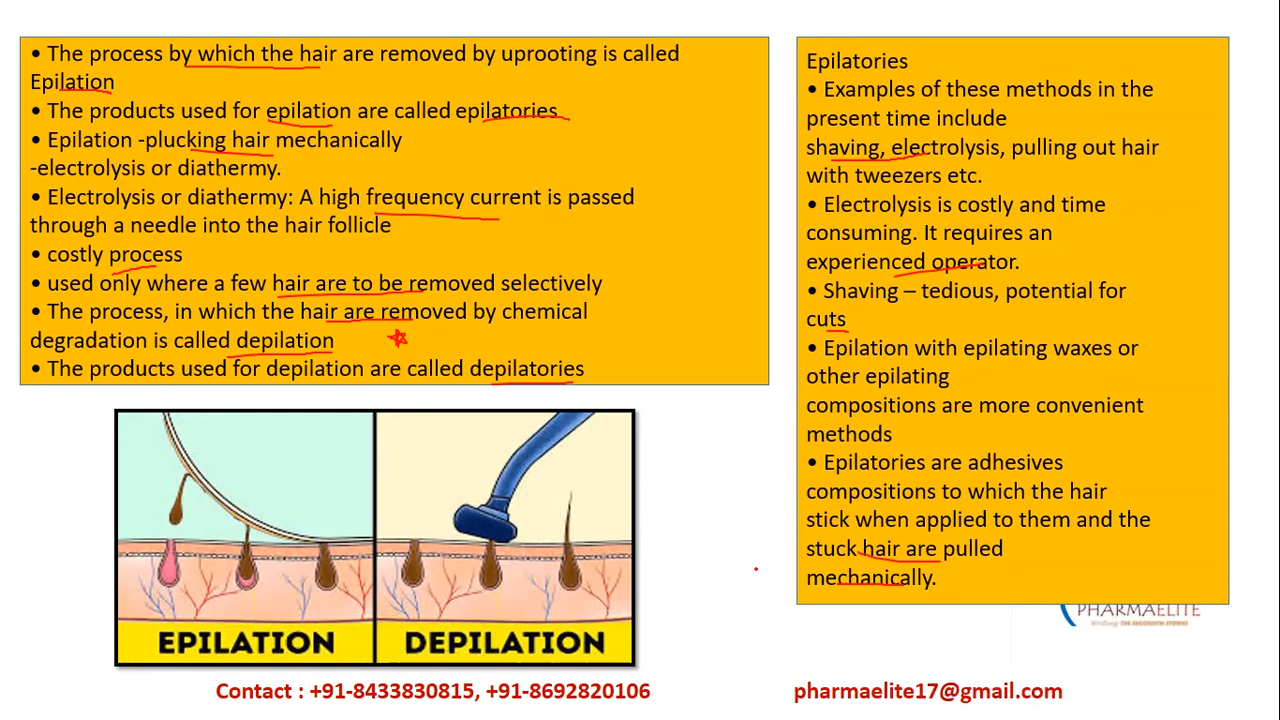 • The process by which the hair are removed by uprooting is called
Epilation
• The products used for epilation are called epilatories
• Epilation -plucking hair mechanically
-electrolysis or diathermy.
• Electrolysis or diathermy: A high frequency current is passed
through a needle into the hair follicle
• costly process
• used only where a few hair are to be removed selectively
• The process, in which the hair are removed by chemical
degradation is called depilation
• The products used for depilation are called depilatories
EPILATION
DEPILATION
Epilatories
• Examples of these methods in the
present time include
shaving, electrolysis, pulling out hair
with tweezers etc.
• Electrolysis is costly and time
consuming. It requires an
experienced operator.
• Shaving – tedious, potential for
cuts
• Epilation with epilating waxes or
other epilating
compositions are more convenient
methods
• Epilatories are adhesives
compositions to which the hair
stick when applied to them and the
stuck hair are pulled
mechanically.
PHARMAELITE
Contact : +91-8433830815, +91-8692820106
pharmaelite17@gmail.com